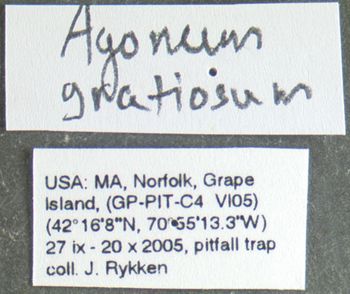 Agonum
gratiosum
USA: MA, Norfolk, Grape
Island, (GP-PIT-C4 VI05)
(42°16'8"N, 70°55'13.3"W)
27 ix - 20 x 2005, pitfall trap
coll. J. Rykken